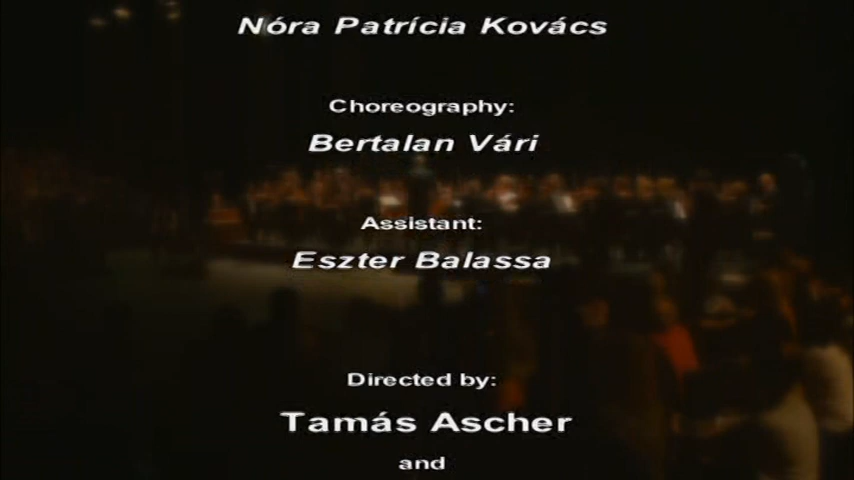 Nóra Patrícia Kovács
Choreography:
Bertalan Vári
Assistant:
Eszter Balassa
Directed by:
Tamás Ascher
and